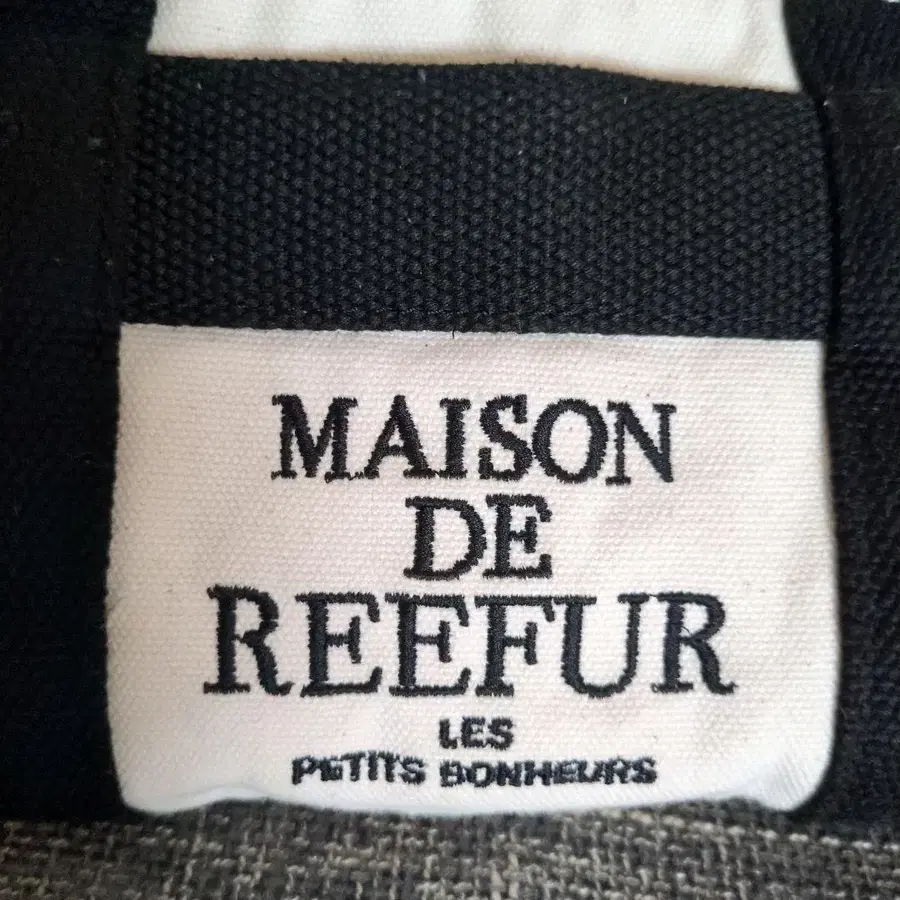 MAISON
DE
REEFUR
LES
PETITS BONHEURS